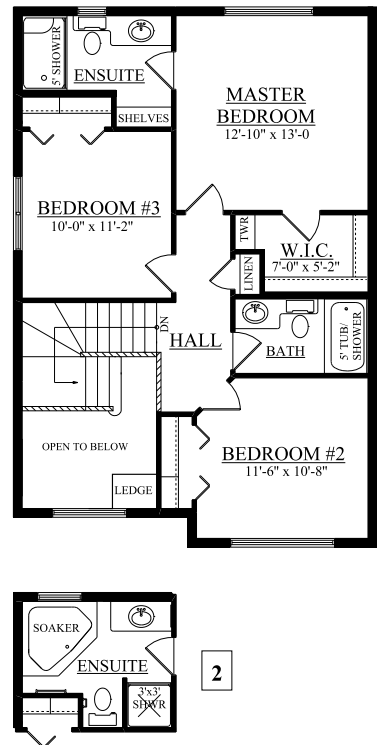 5' SHOWER
ENSUITE
SHELVES
MASTER
BEDROOM
12'-10" x 13'-0
BEDROOM #3
10'-0" x 11'-2"
TWR
W.I.C.
7'-0" x 5'-2"
LINEN
DN
HALL
BATH
5' TUB/
SHOWER
OPEN TO BELOW
LEDGE
BEDROOM #2
11'-6" x 10'-8"
SOAKER
ENSUITE
3'x3'
SHWR
2